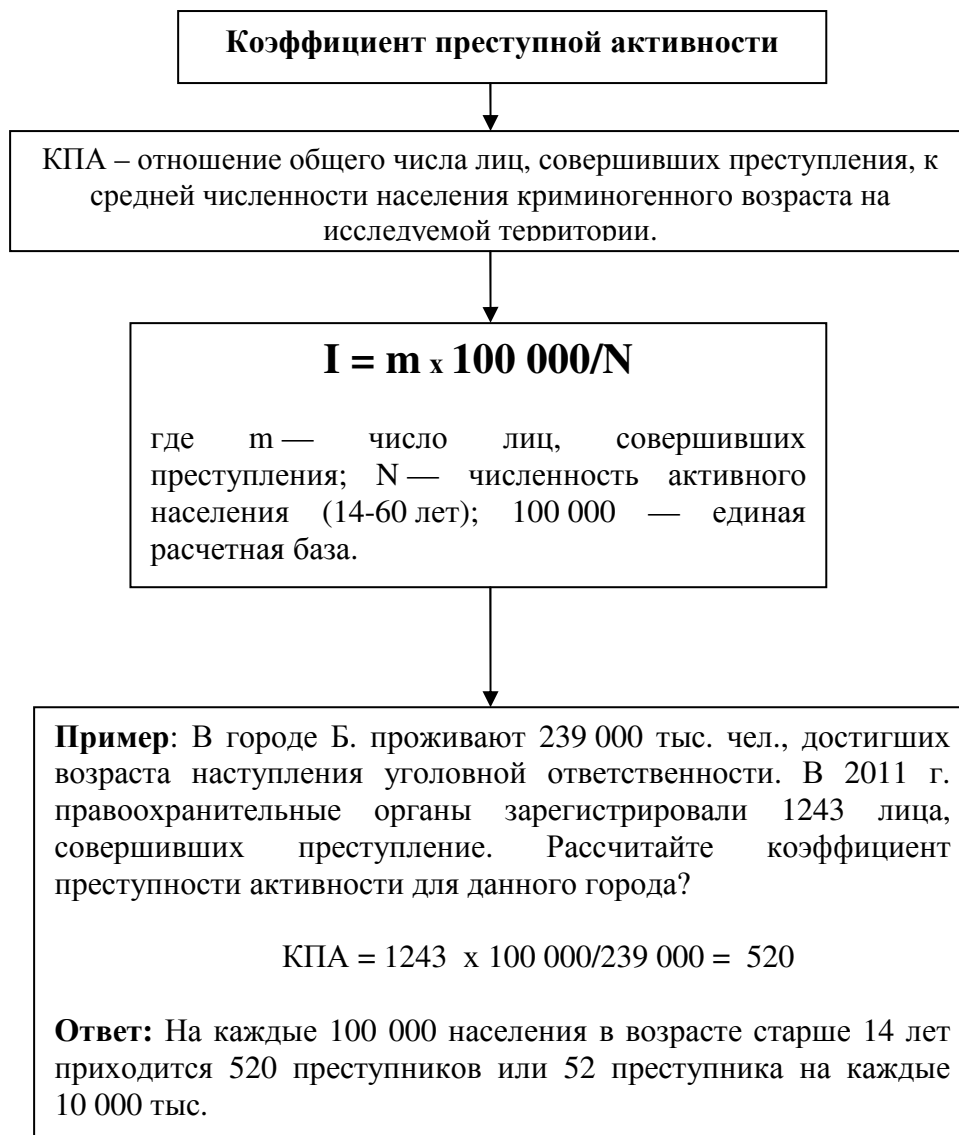 Коэффициент преступной активности
КПА – отношение общего числа лиц, совершивших преступления, к
средней численности населения криминогенного возраста на
исследуемой территории.
I = m x 100 000/N
где m — число лиц, совершивших
преступления; N — численность активного
населения (14-60 лет); 100 000 — единая
расчетная база.
Пример: В городе Б. проживают 239 000 тыс. чел., достигших
возраста наступления уголовной ответственности. В 2011 г.
правоохранительные органы зарегистрировали 1243 лица,
совершивших преступление. Рассчитайте коэффициент
преступности активности для данного города?
КПА = 1243 х 100 000/239 000 = 520
Ответ: На каждые 100 000 населения в возрасте старше 14 лет
приходится 520 преступников или 52 преступника на каждые
10 000 тыс.